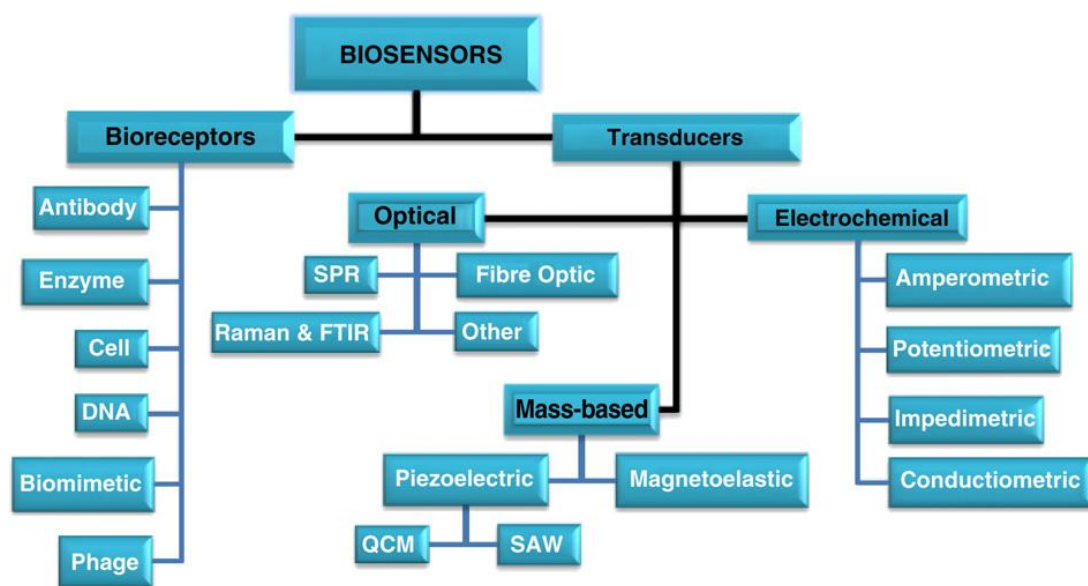 BIOSENSORS
Bioreceptors
Transducers
Antibody
Enzyme
Cell
DNA
Biomimetic
Phage
Optical
SPR
Fibre Optic
Raman & FTIR
Other
Mass-based
Piezoelectric
Magnetoelastic
QCM
SAW
Electrochemical
Amperometric
Potentiometric
Impedimetric
Conductiometric